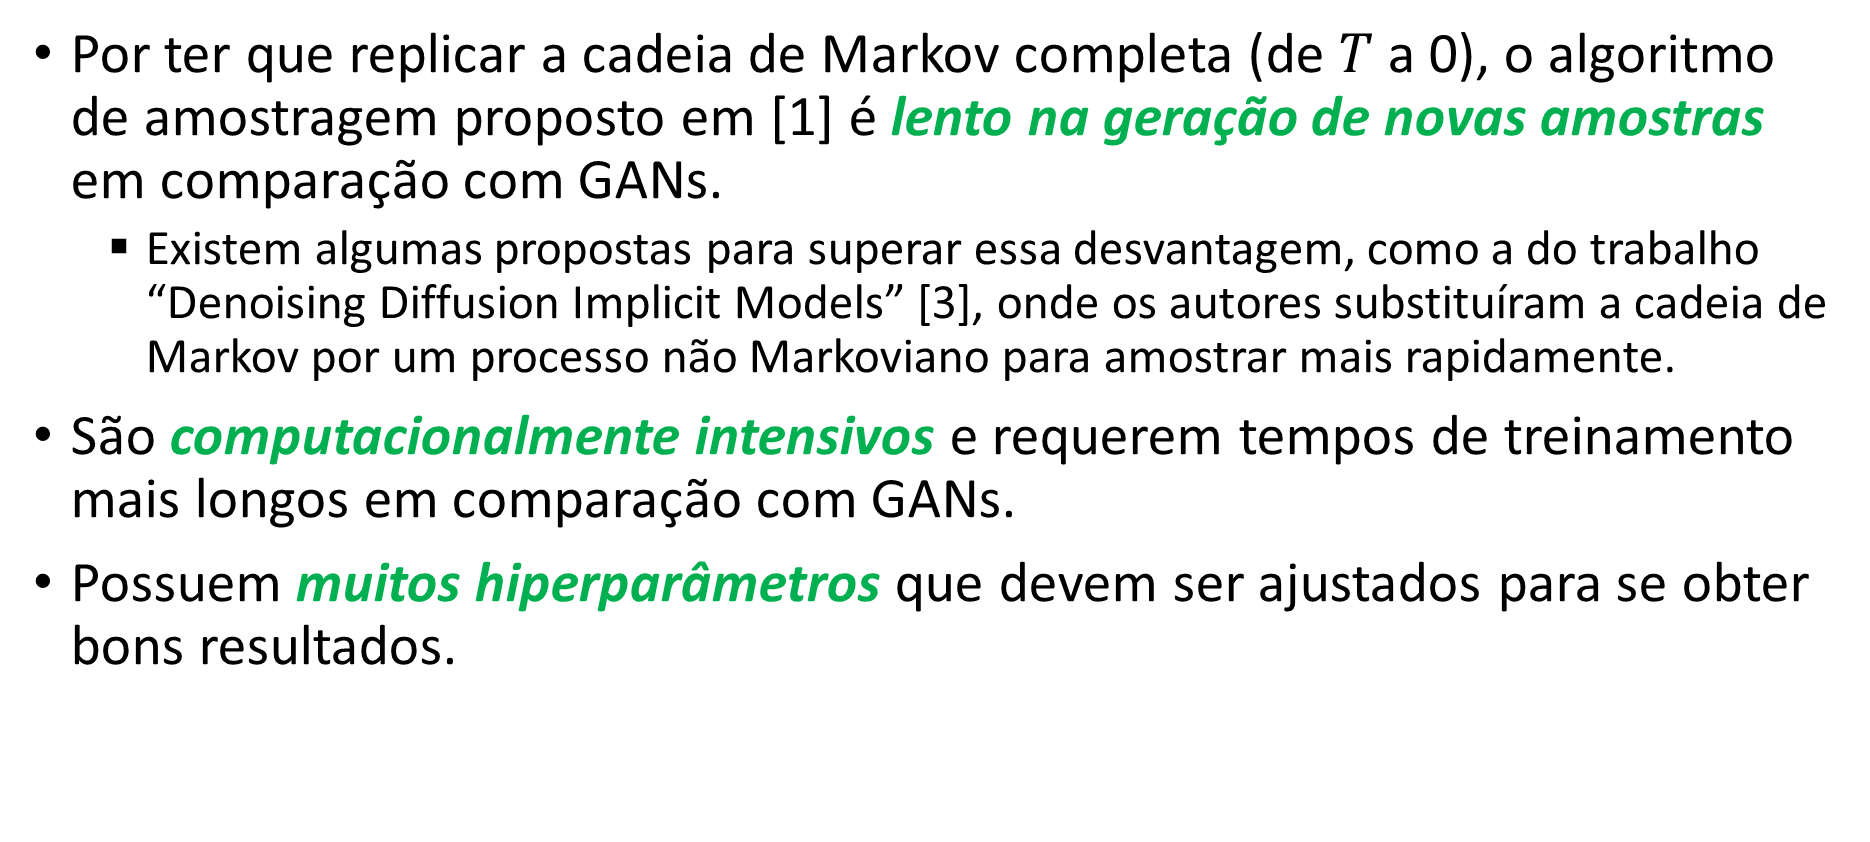 • Por ter que replicar a cadeia de Markov completa (de T a 0), o algoritmo
de amostragem proposto em [1] é lento na geração de novas amostras
em comparação com GANs.
▪ Existem algumas propostas para superar essa desvantagem, como a do trabalho
“Denoising Diffusion Implicit Models” [3], onde os autores substituíram a cadeia de
Markov por um processo não Markoviano para amostrar mais rapidamente.
• São computacionalmente intensivos e requerem tempos de treinamento
mais longos em comparação com GANs.
• Possuem muitos hiperparâmetros que devem ser ajustados para se obter
bons resultados.